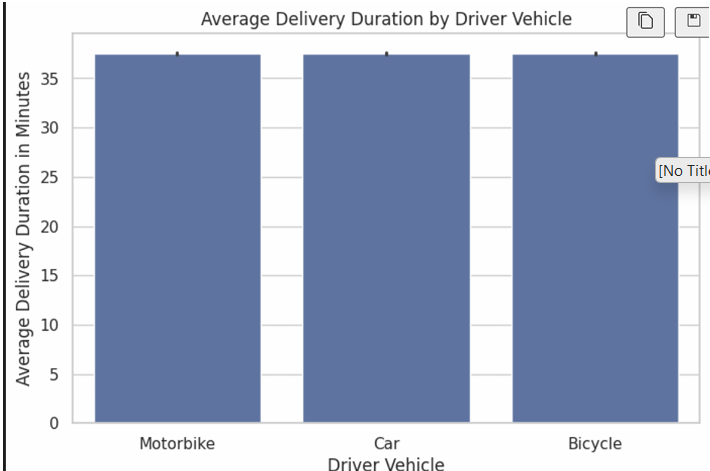 Average Delivery Duration by Driver Vehicle
Average Delivery Duration in Minutes
35
30
25
20
15
10
5
0
[No Title
Motorbike Car Bicycle
Driver Vehicle